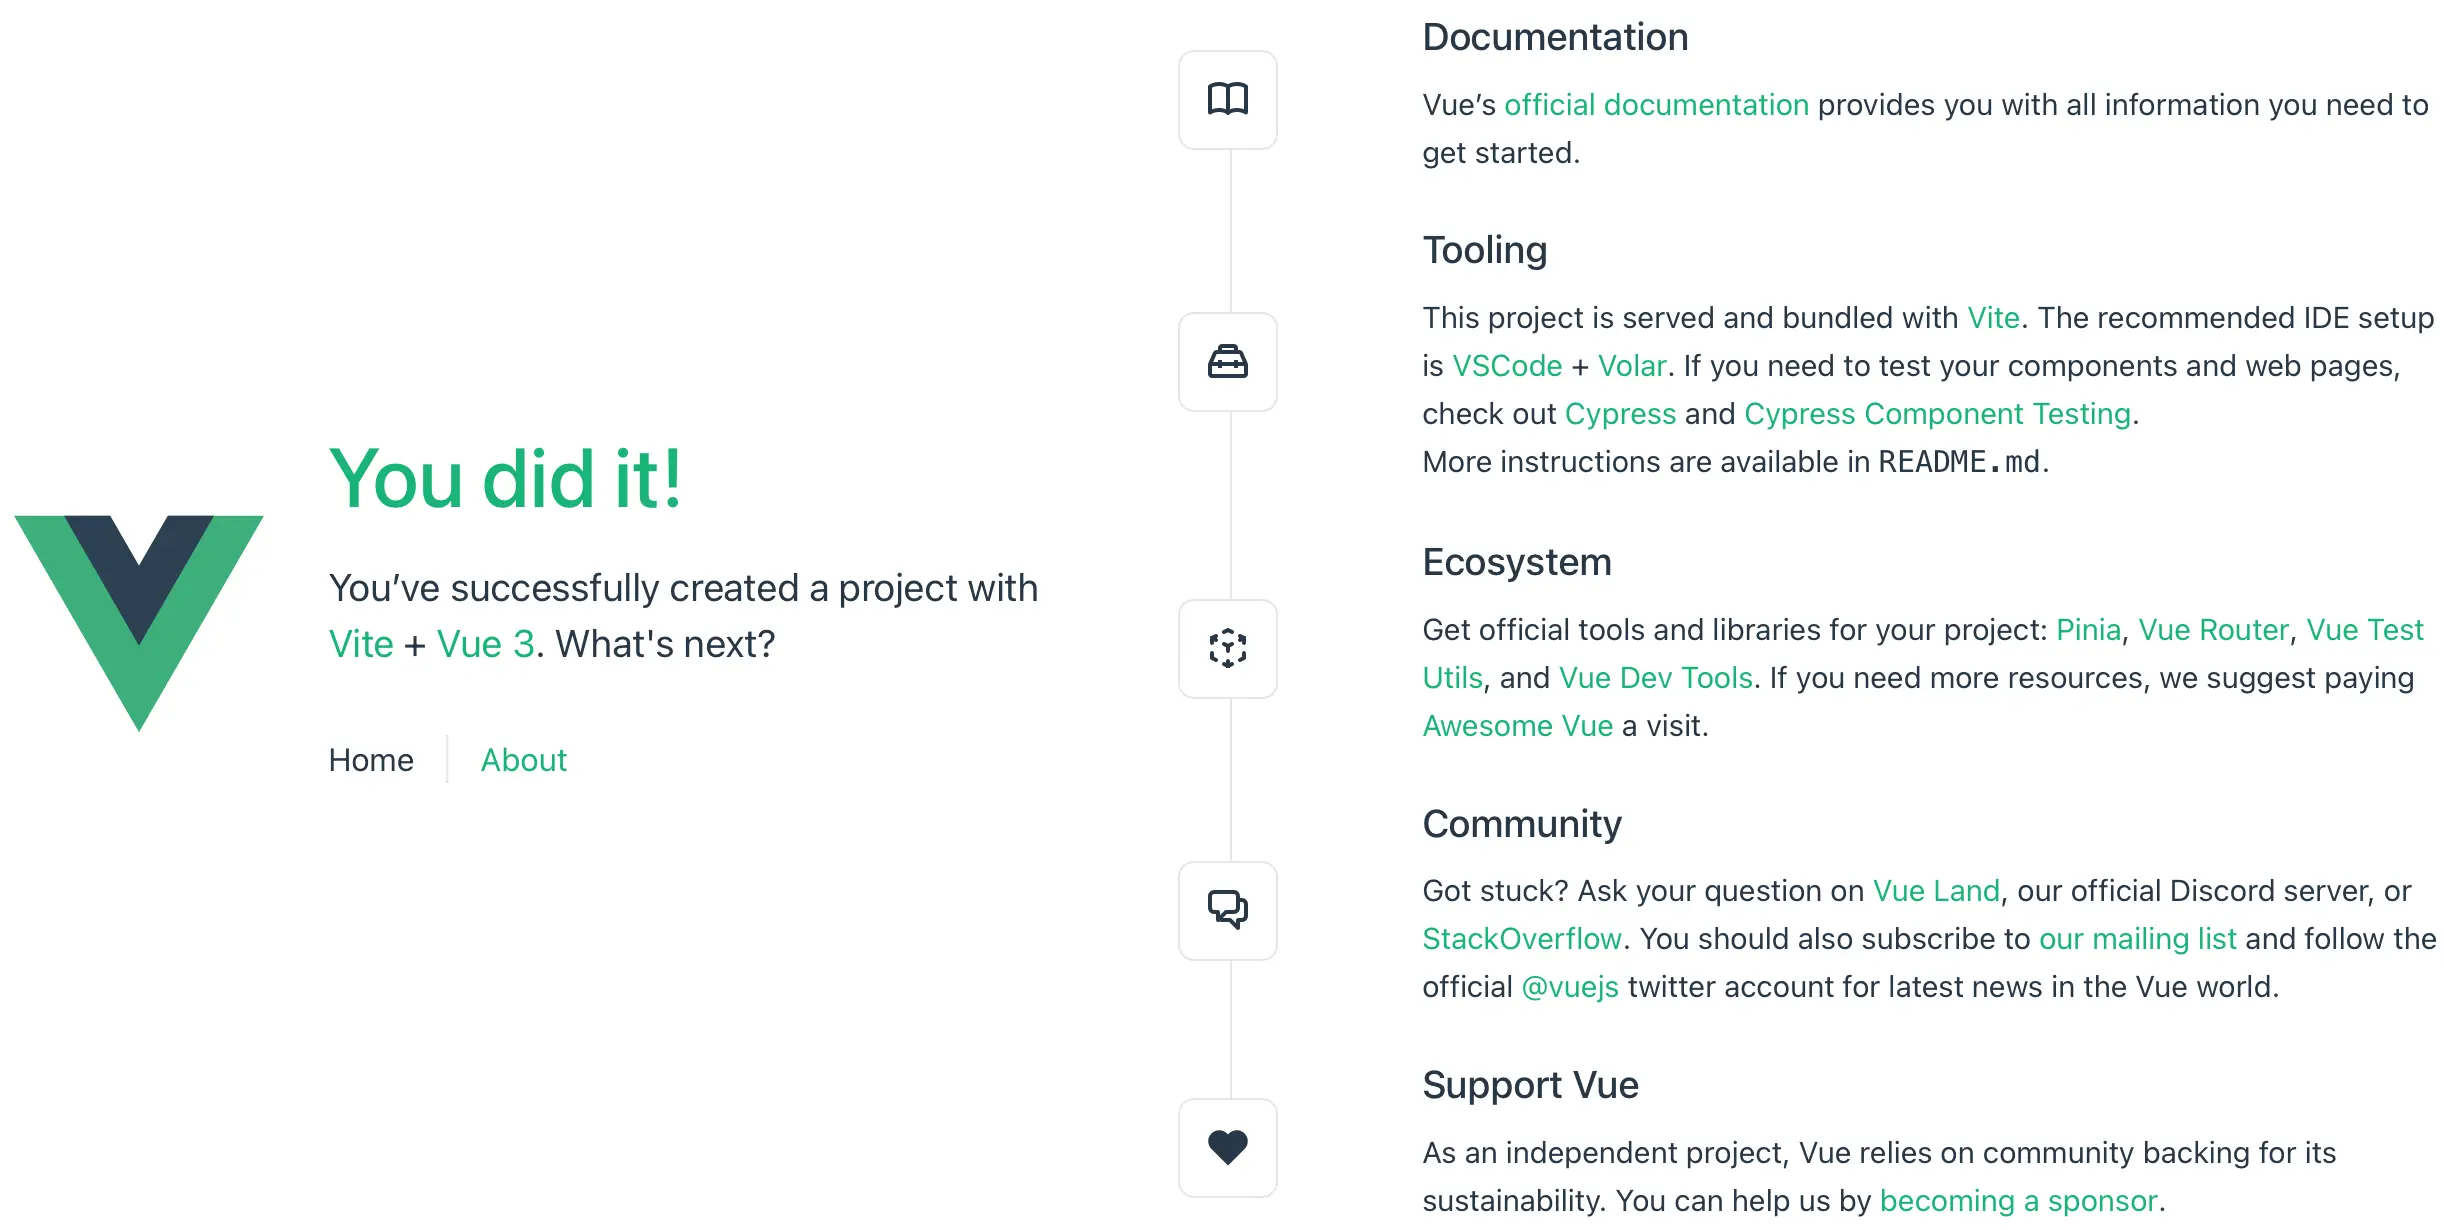 You did it!
You’ve successfully created a project with
Vite + Vue 3. What's next?
Home
About
Documentation
Vue’s official documentation provides you with all information you need to
get started.
Tooling
This project is served and bundled with Vite. The recommended IDE setup
is VSCode + Volar. If you need to test your components and web pages,
check out Cypress and Cypress Component Testing.
More instructions are available in README.md.
Ecosystem
Get official tools and libraries for your project: Pinia, Vue Router, Vue Test
Utils, and Vue Dev Tools. If you need more resources, we suggest paying
Awesome Vue a visit.
Community
Got stuck? Ask your question on Vue Land, our official Discord server, or
StackOverflow. You should also subscribe to our mailing list and follow the
official @vuejs twitter account for latest news in the Vue world.
Support Vue
As an independent project, Vue relies on community backing for its
sustainability. You can help us by becoming a sponsor.